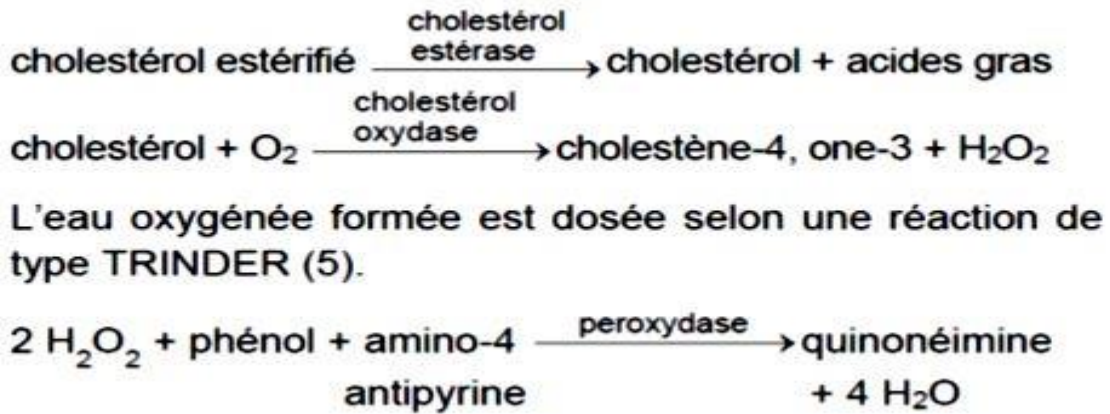 cholestérol estérifié cholestérol estérase → cholestérol + acides gras
cholestérol + O₂ cholestérol oxydase → cholestène-4, one-3 + H₂O₂
L'eau oxygénée formée est dosée selon une réaction de
type TRINDER (5).
2 H₂O₂ + phénol + amino-4 peroxydase → quinonéimine
antipyrine + 4 H₂O